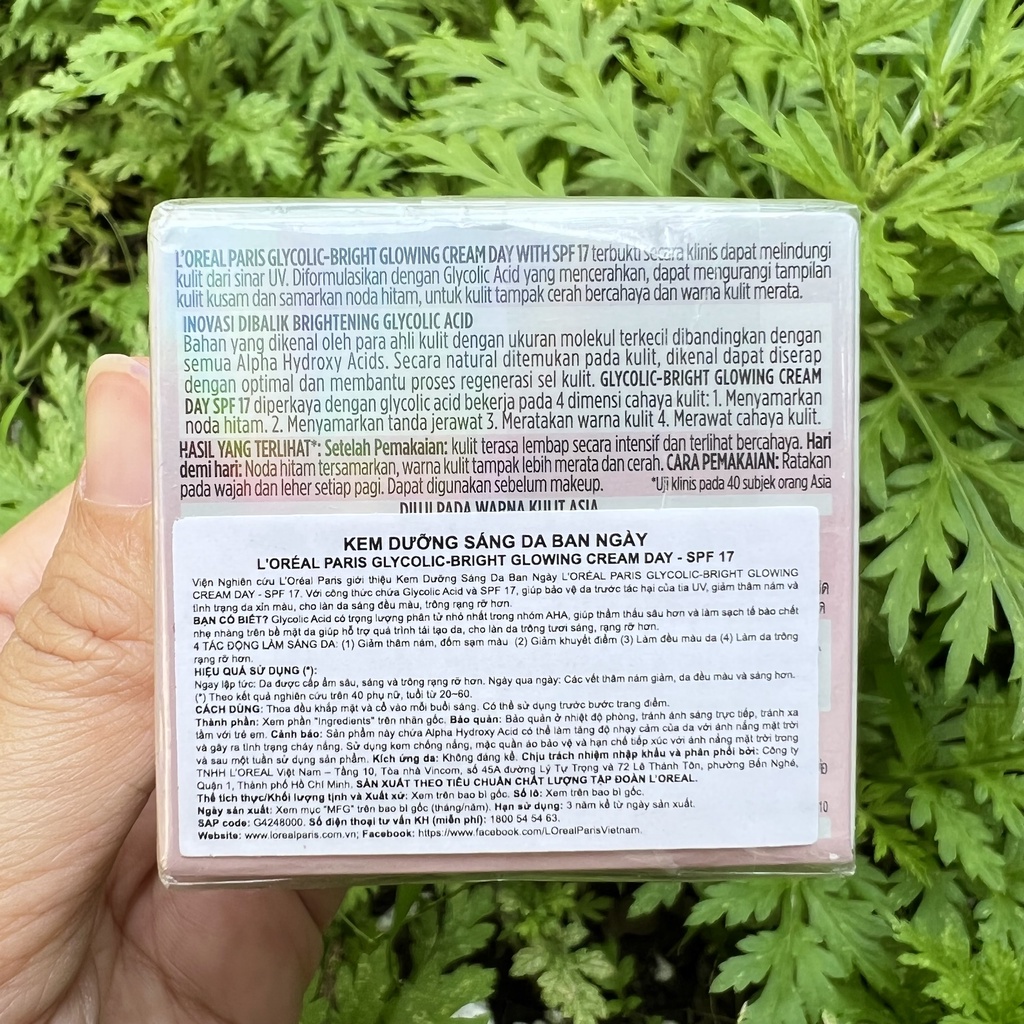 L'OREAL PARIS GLYCOLIC-BRIGHT GLOWING CREAM DAY WITH SPF 17 terbukti secara klinis dapat melindungi
kulit dari sinar UV. Diformulasikan dengan Glycolic Acid yang mencerahkan, dapat mengurangi tampilan
kulit kusam dan samarkan noda hitam, untuk kulit tampak cerah bercahaya dan warna kulit merata.
INOVASI DIBALIK BRIGHTENING GLYCOLIC ACID
Bahan yang dikenal oleh para ahli kulit dengan ukuran molekul terkecil dibandingkan dengan
semua Alpha Hydroxy Acids. Secara natural ditemukan pada kulit, dikenal dapat diserap
dengan optimal dan membantu proses regenerasi sel kulit. GLYCOLIC-BRIGHT GLOWING CREAM
DAY SPF 17 diperkaya dengan glycolic acid bekerja pada 4 dimensi cahaya kulit: 1. Menyamarkan
noda hitam. 2. Menyamarkan tanda jerawat 3. Meratakan warna kulit 4. Merawat cahaya kulit.
HASIL YANG TERLIHAT*: Setelah Pemakaian: kulit terasa lembap secara intensif dan terlihat bercahaya. Hari
demi hari: Noda hitam tersamarkan, warna kulit tampak lebih merata dan cerah. CARA PEMAKAIAN: Ratakan
pada wajah dan leher setiap pagi. Dapat digunakan sebelum makeup. *Uji klinis pada 40 subjek orang Asia
DIUJI PADA WARNA KULIT ASIA
KEM DƯỠNG SÁNG DA BAN NGÀY
L'ORÉAL PARIS GLYCOLIC-BRIGHT GLOWING CREAM DAY - SPF 17
Viện Nghiên cứu L'Oréal Paris giới thiệu Kem Dưỡng Sáng Da Ban Ngày L'ORÉAL PARIS GLYCOLIC-BRIGHT GLOWING
CREAM DAY - SPF 17. Với công thức chứa Glycolic Acid và SPF 17, giúp bảo vệ da trước tác hại của tia UV, giảm thâm nám và
tình trạng da xỉn màu, cho làn da sáng đều màu, trông rạng rỡ hơn.
BẠN CÓ BIẾT? Glycolic Acid có trọng lượng phân tử nhỏ nhất trong nhóm AHA, giúp thẩm thấu sâu hơn và làm sạch tế bào chết
nhẹ nhàng trên bề mặt da giúp hỗ trợ quá trình tái tạo da, cho làn da trông tươi sáng, rạng rỡ hơn.
4 TÁC ĐỘNG LÀM SÁNG DA: (1) Giảm thâm nám, đốm sạm màu (2) Giảm khuyết điểm (3) Làm đều màu da (4) Làm da trông
rạng rỡ hơn.
HIỆU QUẢ SỬ DỤNG (*):
Ngay lập tức: Da được cấp ẩm sâu, sáng và trông rạng rỡ hơn. Ngày qua ngày: Các vết thâm nám giảm, da đều màu và sáng hơn.
(*) Theo kết quả nghiên cứu trên 40 phụ nữ, tuổi từ 20-60.
CÁCH DÙNG: Thoa đều khắp mặt và cổ vào mỗi buổi sáng. Có thể sử dụng trước bước trang điểm.
Thành phần: Xem phần "Ingredients" trên nhãn gốc. Bảo quản: Bảo quản ở nhiệt độ phòng, tránh ánh sáng trực tiếp, tránh xa
tầm với trẻ em. Cảnh báo: Sản phẩm này chứa Alpha Hydroxy Acid có thể làm tăng độ nhạy cảm của da với ánh nắng mặt trời
và gây ra tình trạng cháy nắng. Sử dụng kem chống nắng, mặc quần áo bảo vệ và hạn chế tiếp xúc với ánh nắng mặt trời trong
và sau một tuần sử dụng sản phẩm. Kích ứng da: Không đáng kể. Chịu trách nhiệm nhập khẩu và phân phối bởi: Công ty
TNHH L'OREAL Việt Nam – Tầng 10, Tòa nhà Vincom, số 45A đường Lý Tự Trọng và 72 Lê Thánh Tôn, phường Bến Nghé,
Quận 1, Thành phố Hồ Chí Minh. SẢN XUẤT THEO TIÊU CHUẨN CHẤT LƯỢNG TẬP ĐOÀN L'OREAL.
Thể tích thực/Khối lượng tịnh và Xuất xứ: Xem trên bao bì gốc. Số lô: Xem trên bao bì gốc.
Ngày sản xuất: Xem mục "MFG" trên bao bì gốc (tháng/năm). Hạn sử dụng: 3 năm kể từ ngày sản xuất.
SAP code: G4248000. Số điện thoại tư vấn KH (miễn phí): 1800 54 54 63.
Website: www.lorealparis.com.vn; Facebook: https://www.facebook.com/LOrealParisVietnam.